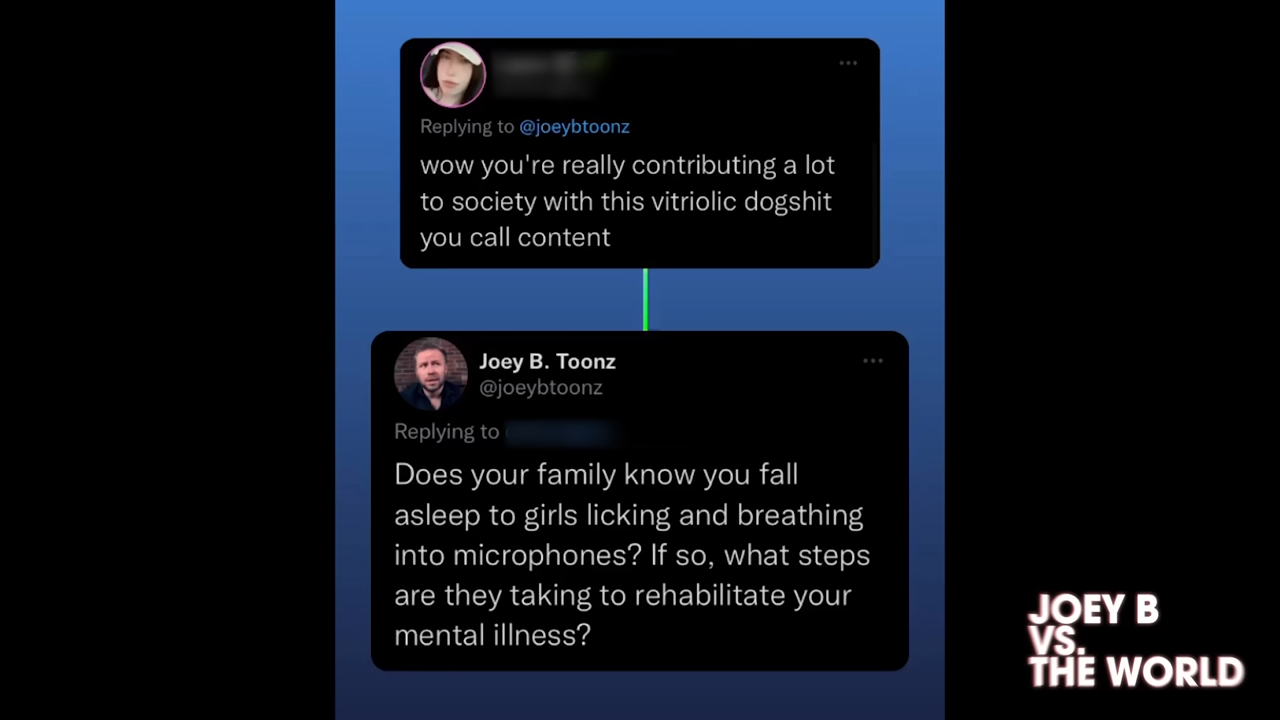 Replying to @joeybtoonz
wow you're really contributing a lot
to society with this vitriolic dogshit
you call content
Joey B. Toonz
@joeybtoonz
Replying to
Does your family know you fall
asleep to girls licking and breathing
into microphones? If so, what steps
are they taking to rehabilitate your
mental illness?
JOEY B
VS.
THE WORLD